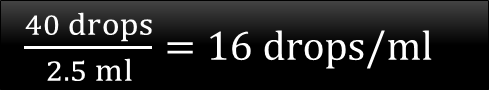 40 drops
2.5 ml
= 16 drops/ml